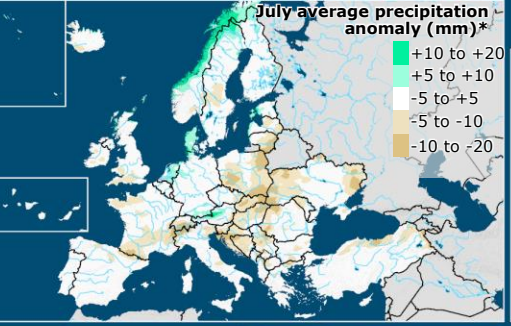 July average precipitation
anomaly (mm)*
+10 to +20
+5 to +10
-5 to +5
-5 to -10
-10 to -20